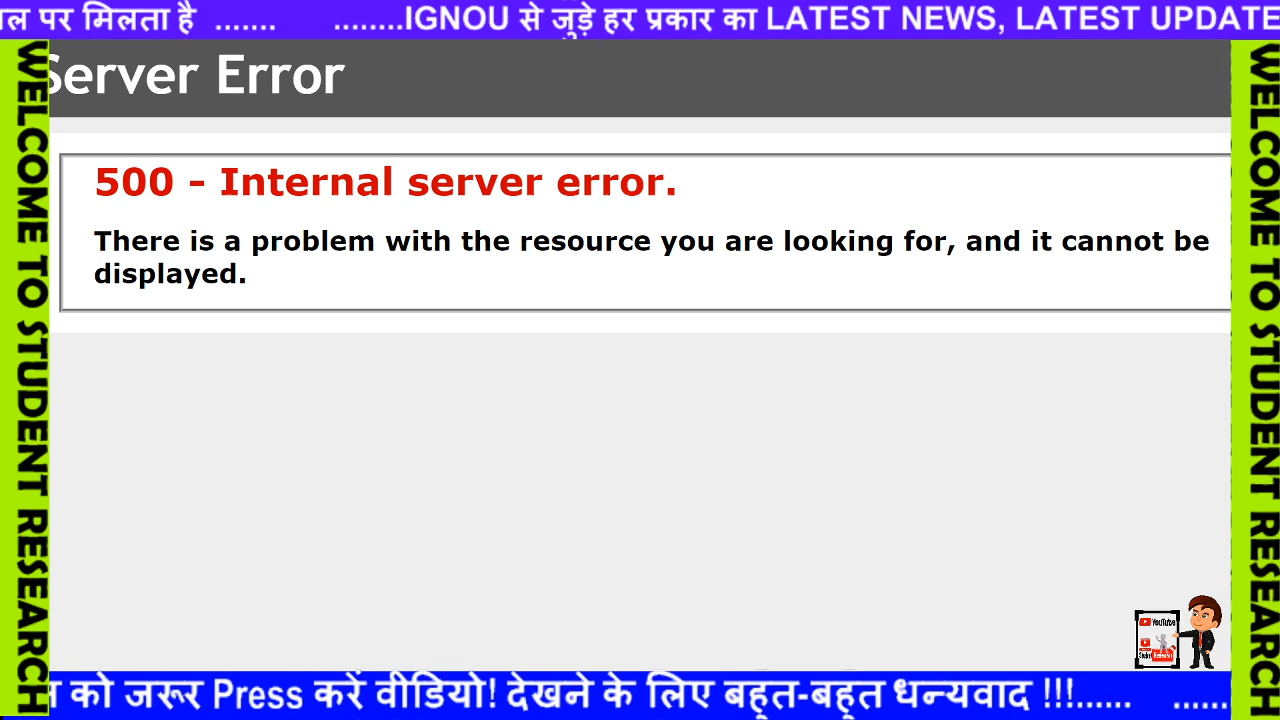 ल पर मिलता है ....... ........IGNOU से जुड़े हर प्रकार का LATEST NEWS, LATEST UPDATE
WELCOME TO STUDENT RESEARCH
Server Error
500 - Internal server error.
There is a problem with the resource you are looking for, and it cannot be
displayed.
WELCOME TO STUDENT RESEARCH
YouTube
Research
को जरूर Press करें वीडियो! देखने के लिए बहुत-बहुत धन्यवाद !!!...... ......